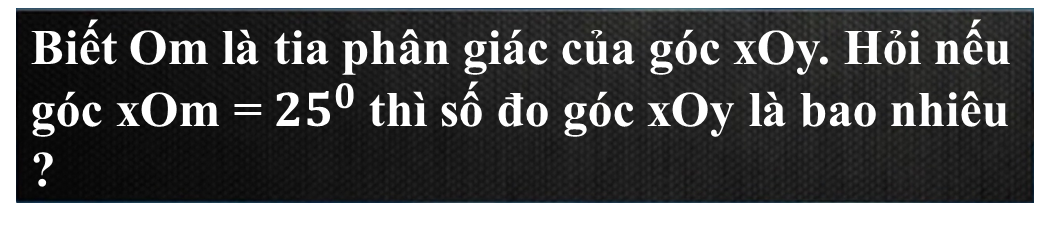 Biết Om là tia phân giác của góc xOy. Hỏi nếu
góc xOm = 25⁰ thì số đo góc xOy là bao nhiêu
?